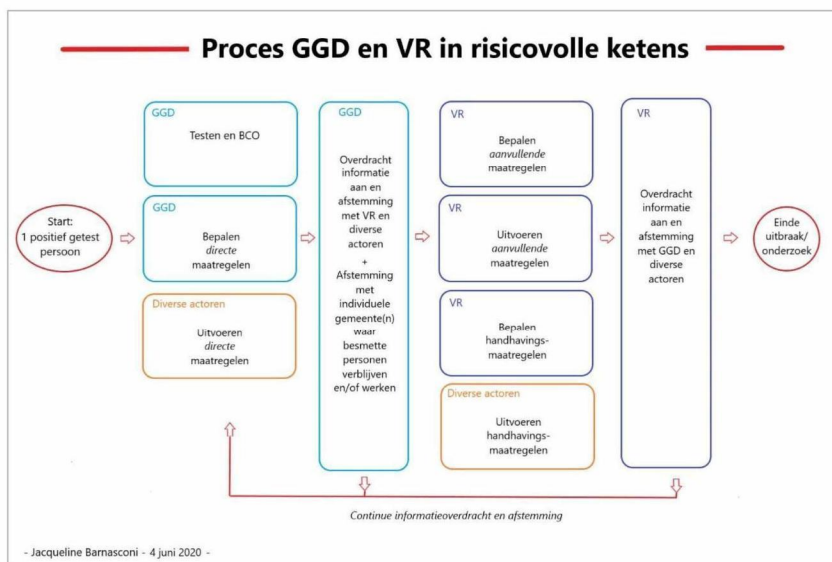 Proces GGD en VR in risicovolle ketens
Start:
1 positief getest
persoon
GGD
Testen en BCO
GGD
Bepalen
directe
maatregelen
Diverse actoren
Uitvoeren
directe
maatregelen
GGD
Overdracht
informatie
aan en
afstemming
met VR en
diverse
actoren
+
Afstemming
met
individuele
gemeente(n)
waar
besmette
personen
verblijven
en/of werken
VR
Bepalen
aanvullende
maatregelen
VR
Uitvoeren
aanvullende
maatregelen
VR
Bepalen
handhavings-
maatregelen
Diverse actoren
Uitvoeren
handhavings-
maatregelen
VR
Overdracht
informatie
aan en
afstemming
met GGD en
diverse
actoren
Einde
uitbraak/
onderzoek
Continue informatieoverdracht en afstemming
- Jacqueline Barnasconi - 4 juni 2020 -